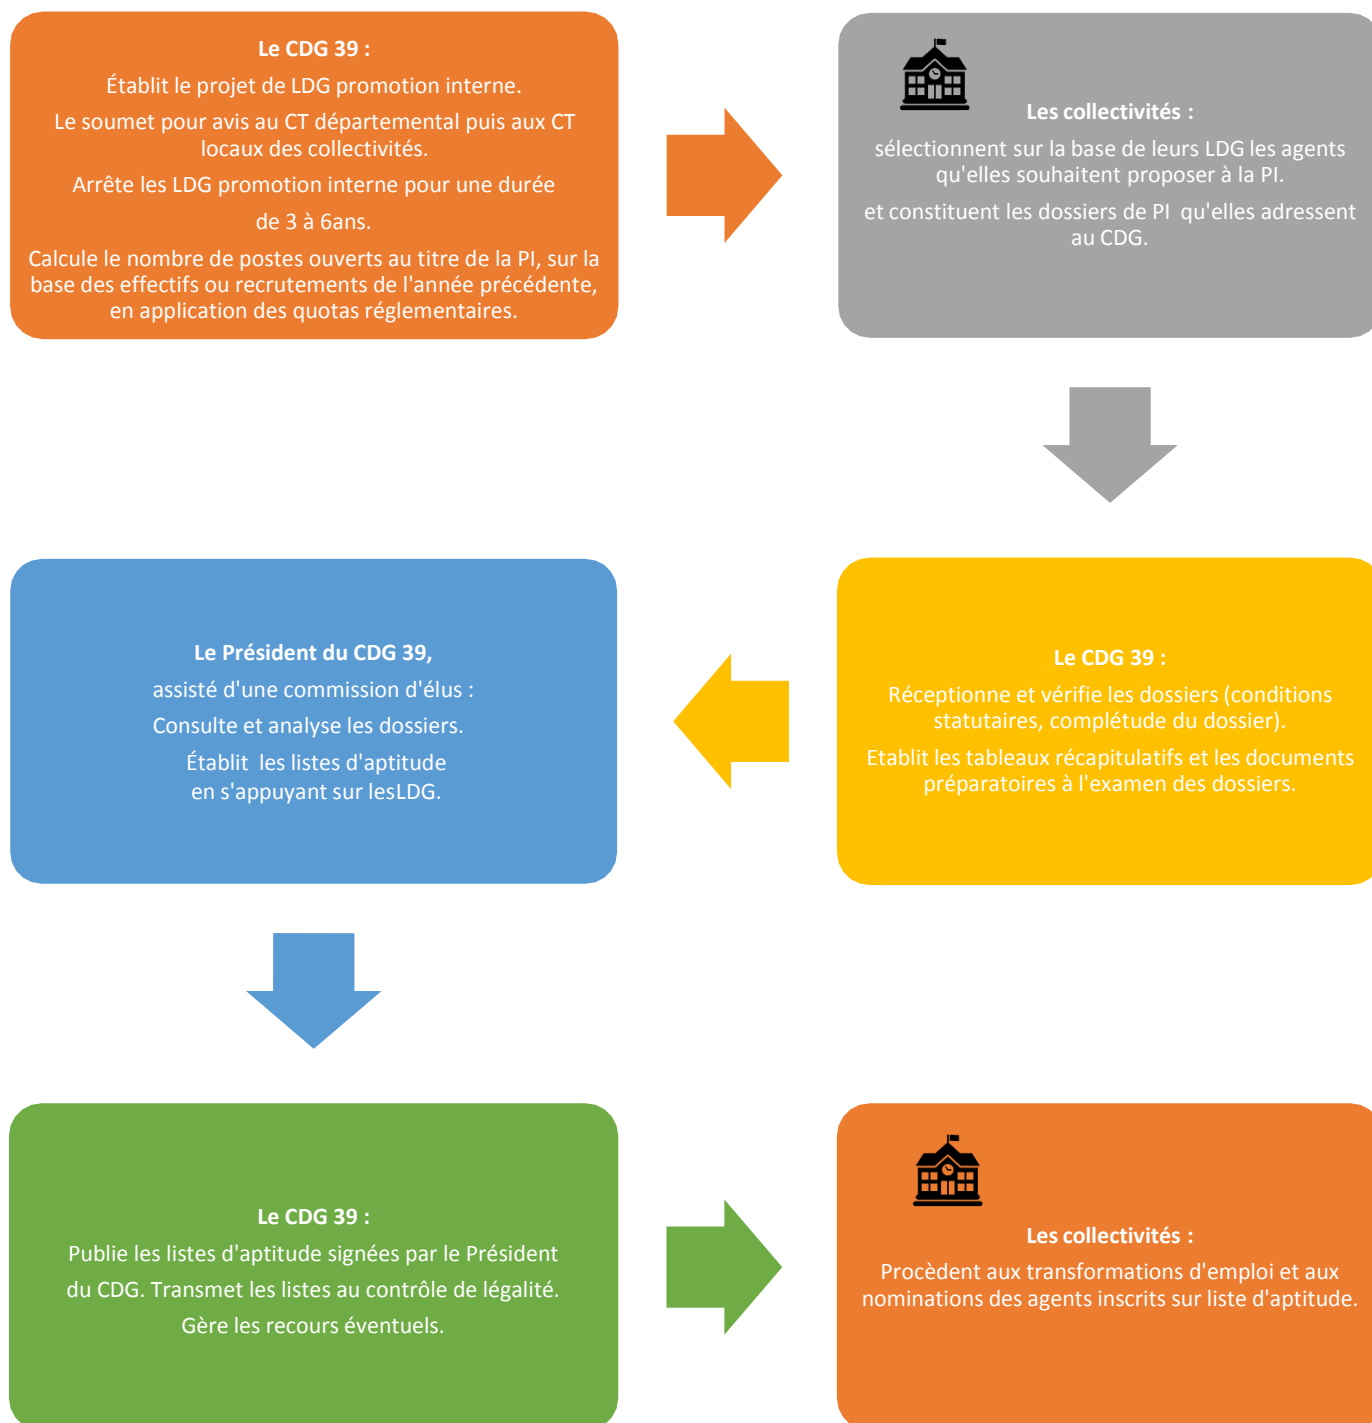 Le CDG 39 :
Établit le projet de LDG promotion interne.
Le soumet pour avis au CT départemental puis aux CT
locaux des collectivités.
Arrête les LDG promotion interne pour une durée
de 3 à 6ans.
Calcule le nombre de postes ouverts au titre de la PI, sur la
base des effectifs ou recrutements de l'année précédente,
en application des quotas réglementaires.
Les collectivités :
sélectionnent sur la base de leurs LDG les agents
qu'elles souhaitent proposer à la PI.
et constituent les dossiers de PI qu'elles adressent
au CDG.
Le CDG 39 :
Réceptionne et vérifie les dossiers (conditions
statutaires, complétude du dossier).
Etablit les tableaux récapitulatifs et les documents
préparatoires à l'examen des dossiers.
Le Président du CDG 39,
assisté d'une commission d'élus :
Consulte et analyse les dossiers.
Établit les listes d'aptitude
en s'appuyant sur lesLDG.
Le CDG 39 :
Publie les listes d'aptitude signées par le Président
du CDG. Transmet les listes au contrôle de légalité.
Gère les recours éventuels.
Les collectivités :
Procèdent aux transformations d'emploi et aux
nominations des agents inscrits sur liste d'aptitude.